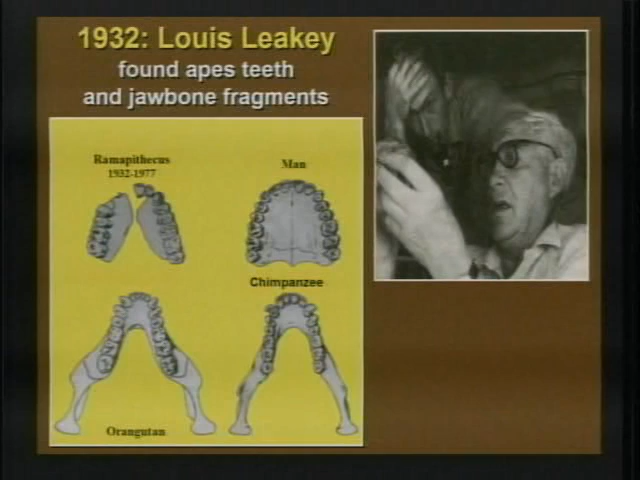 1932: Louis Leakey
found apes teeth
and jawbone fragments
Ramapithecus
1932-1977
Man
Chimpanzee
Orangutan